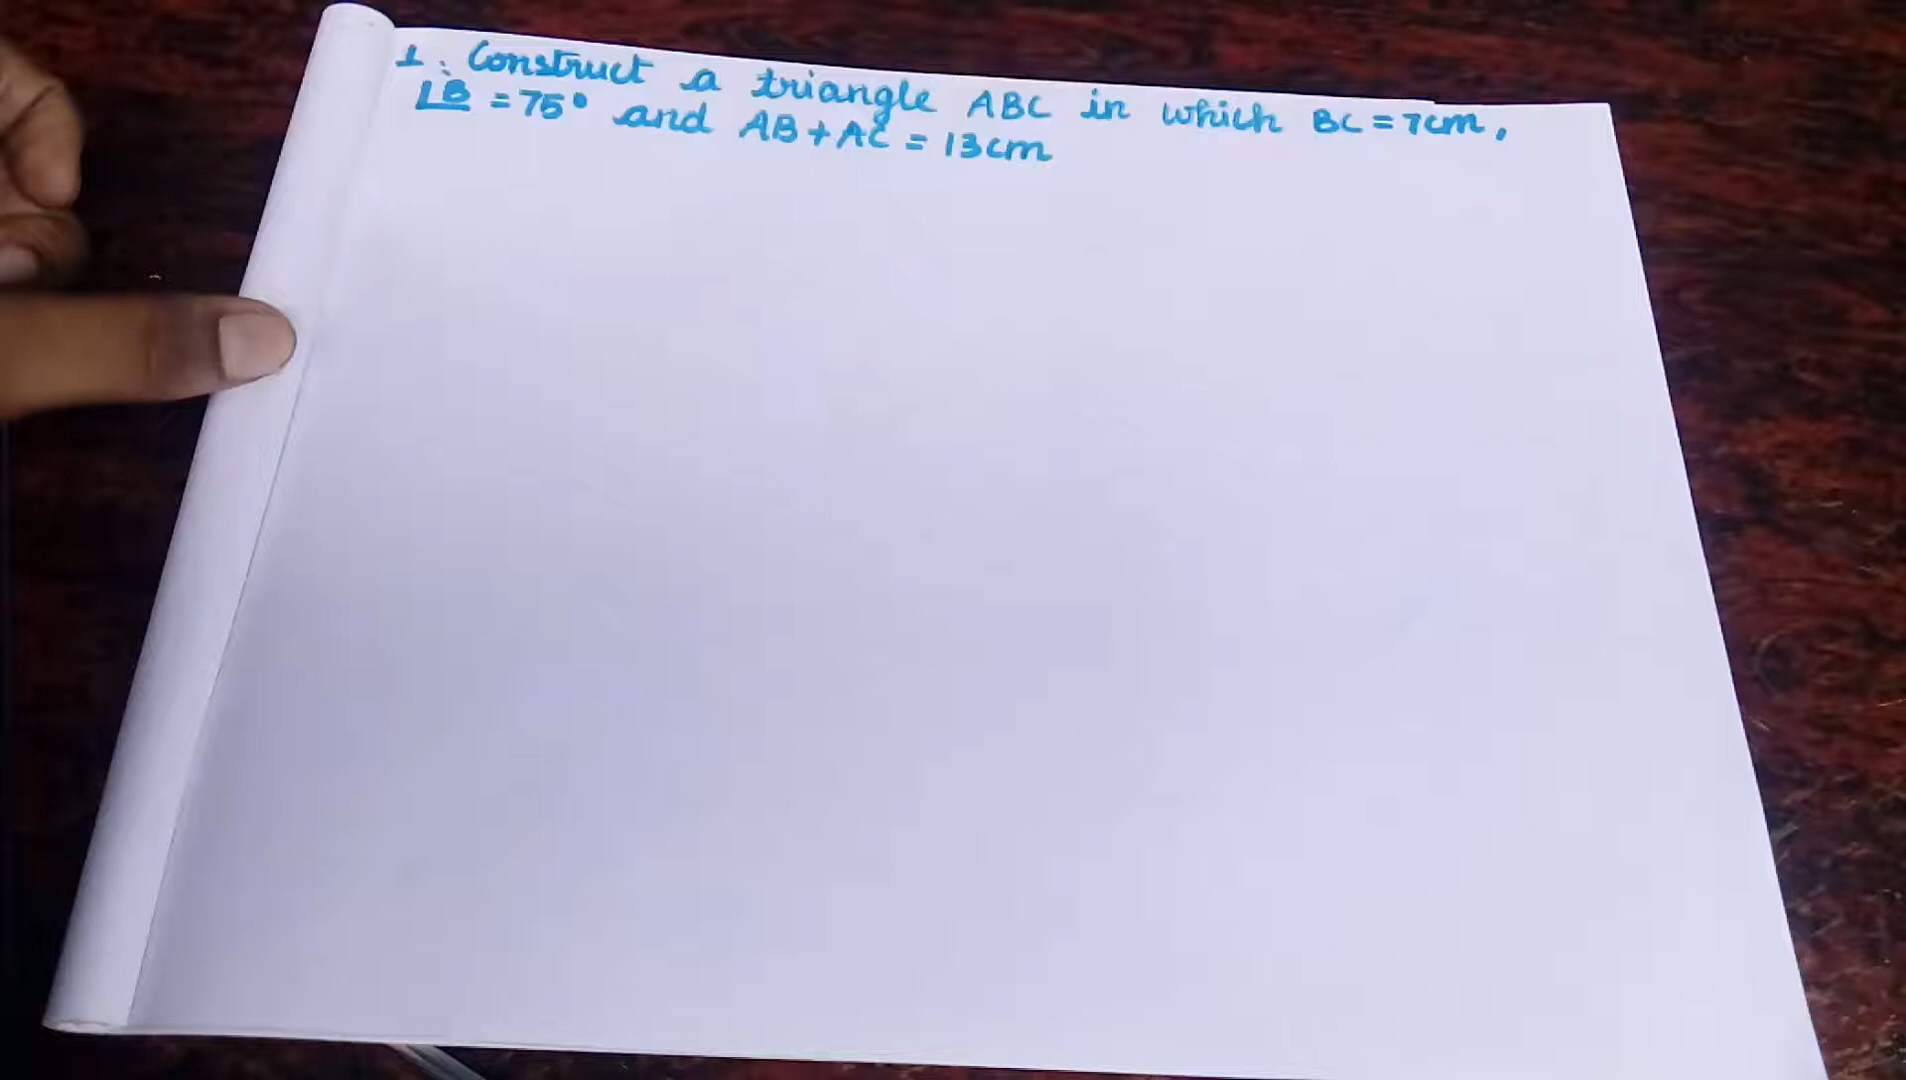 1. Construct a triangle ABC in which BC = 7cm,
∠B = 75° and AB + AC = 13cm